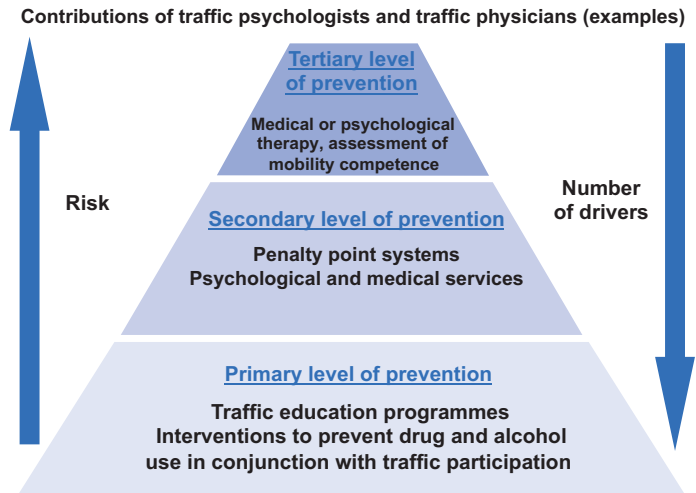 Contributions of traffic psychologists and traffic physicians (examples)
Tertiary level
of prevention
Medical or psychological
therapy, assessment of
mobility competence
Risk
Number
of drivers
Secondary level of prevention
Penalty point systems
Psychological and medical services
Primary level of prevention
Traffic education programmes
Interventions to prevent drug and alcohol
use in conjunction with traffic participation